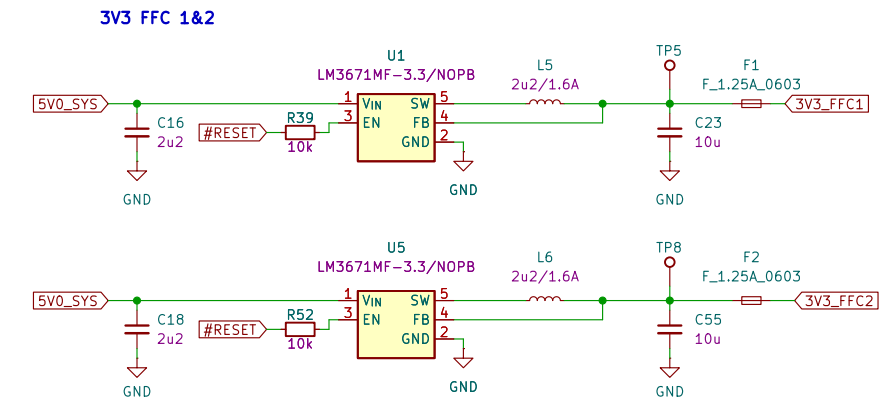 3V3 FFC 1&2
U1
LM3671MF-3.3/NOPB
L5
2u2/1.6A
TP5
F1
F_1.25A_0603
5V0_SYS
1 VIN SW 5
3V3_FFC1
C16
2u2
#RESET
R39
10k
3 EN FB 4
GND 2
C23
10u
GND
GND
GND
U5
LM3671MF-3.3/NOPB
L6
2u2/1.6A
TP8
F2
F_1.25A_0603
5V0_SYS
1 VIN SW 5
3V3_FFC2
C18
2u2
#RESET
R52
10k
3 EN FB 4
GND 2
C55
10u
GND
GND
GND